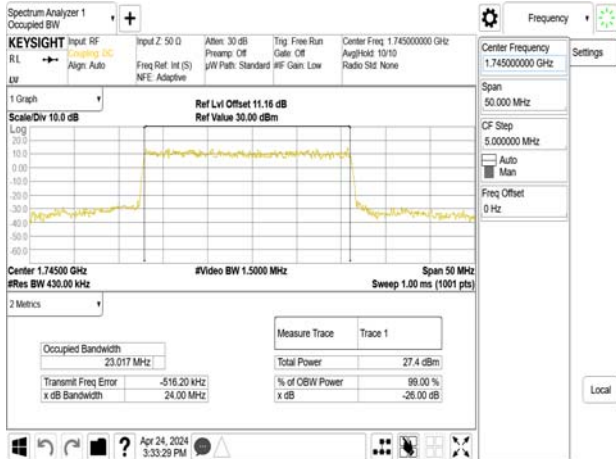 Spectrum Analyzer 1
Occupied BW
Frequency
KEYSIGHT
Input: RF
Coupling: DC
Align: Auto
RL
LXI
Input Z: 50 Ω
Freq Ref: Int (S)
NFE: Adaptive
Atten: 30 dB
Preamp: Off
µW Path: Standard
Trig: Free Run
Gate: Off
#IF Gain: Low
Center Freq: 1.745000000 GHz
Avg|Hold: 10/10
Radio Std: None
Center Frequency
1.745000000 GHz
Settings
Span
50.000 MHz
CF Step
5.000000 MHz
Auto
Man
Freq Offset
0 Hz
Local
1 Graph
Scale/Div 10.0 dB
Ref Lvl Offset 11.16 dB
Ref Value 30.00 dBm
Log
20.0
10.0
0.00
-10.0
-20.0
-30.0
-40.0
-50.0
-60.0
Center 1.74500 GHz
#Video BW 1.5000 MHz
Span 50 MHz
#Res BW 430.00 kHz
Sweep 1.00 ms (1001 pts)
2 Metrics
Measure Trace Trace 1
Occupied Bandwidth
23.017 MHz
Total Power 27.4 dBm
Transmit Freq Error -516.20 kHz
% of OBW Power 99.00 %
x dB Bandwidth 24.00 MHz
x dB -26.00 dB
?
Apr 24, 2024
3:33:29 PM